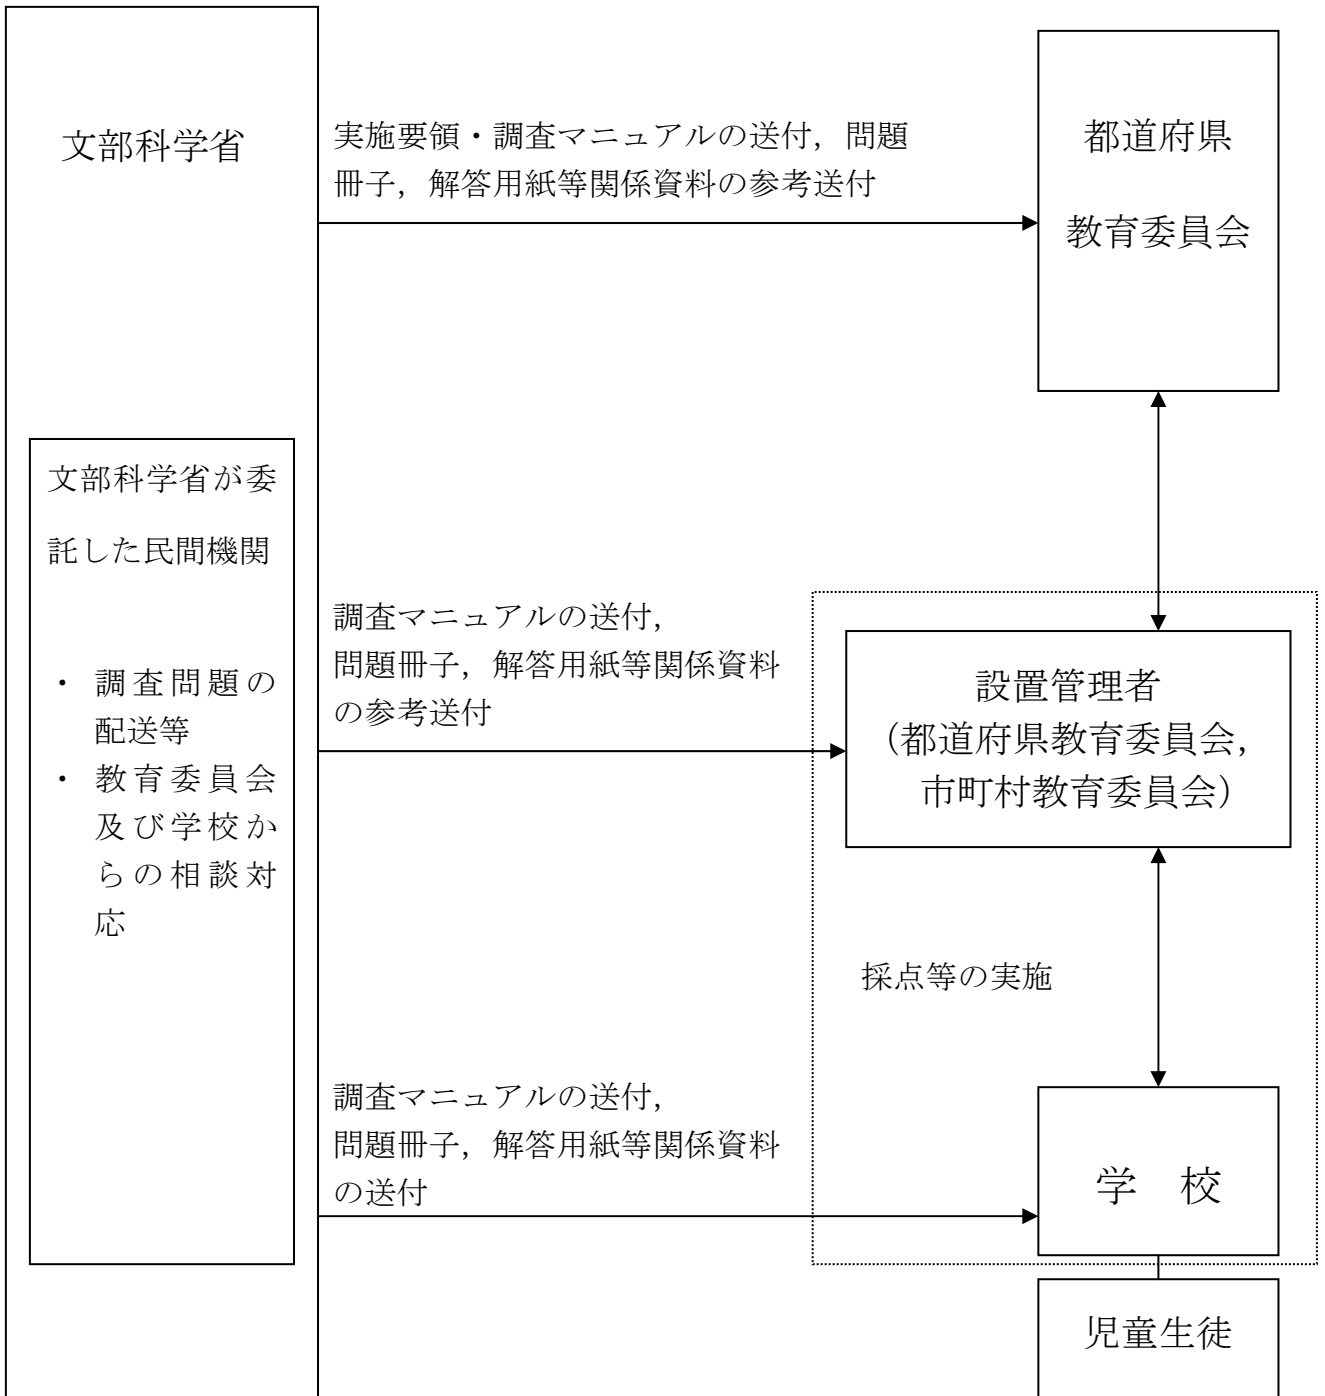 文部科学省
実施要領・調査マニュアルの送付，問題
冊子，解答用紙等関係資料の参考送付
都道府県
教育委員会
文部科学省が委
託した民間機関
・ 調査問題の
配送等
・ 教育委員会
及び学校か
らの相談対
応
調査マニュアルの送付，
問題冊子，解答用紙等関係資料
の参考送付
設置管理者
（都道府県教育委員会，
市町村教育委員会）
採点等の実施
調査マニュアルの送付，
問題冊子，解答用紙等関係資料
の送付
学　校
児童生徒